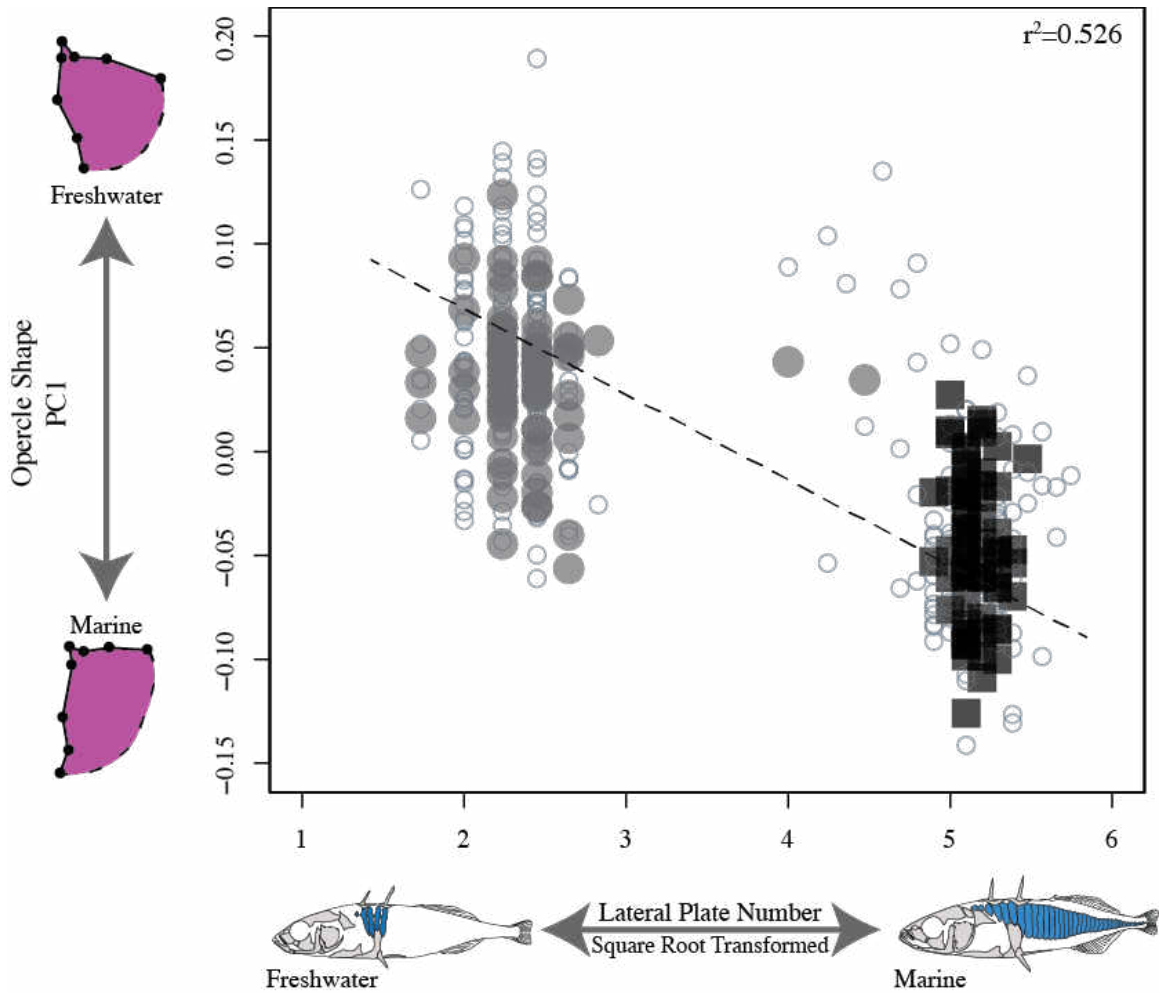 r²=0.526
0.20
0.15
0.10
0.05
0.00
−0.05
−0.10
−0.15
Freshwater
Opercle Shape
PC1
Marine
1 2 3 4 5 6
Lateral Plate Number
Square Root Transformed
Freshwater
Marine